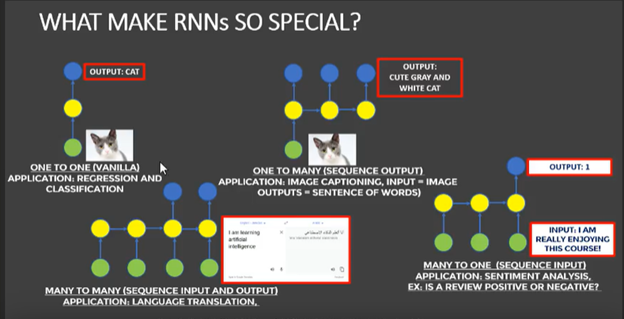 WHAT MAKE RNNs SO SPECIAL?
OUTPUT: CAT
ONE TO ONE (VANILLA)
APPLICATION: REGRESSION AND
CLASSIFICATION
OUTPUT:
CUTE GRAY AND
WHITE CAT
ONE TO MANY (SEQUENCE OUTPUT)
APPLICATION: IMAGE CAPTIONING, INPUT = IMAGE
OUTPUTS = SENTENCE OF WORDS)
I am learning
artificial
intelligence
MANY TO MANY (SEQUENCE INPUT AND OUTPUT)
APPLICATION: LANGUAGE TRANSLATION,
OUTPUT: 1
INPUT: I AM
REALLY ENJOYING
THIS COURSE!
MANY TO ONE (SEQUENCE INPUT)
APPLICATION: SENTIMENT ANALYSIS,
EX: IS A REVIEW POSITIVE OR NEGATIVE?